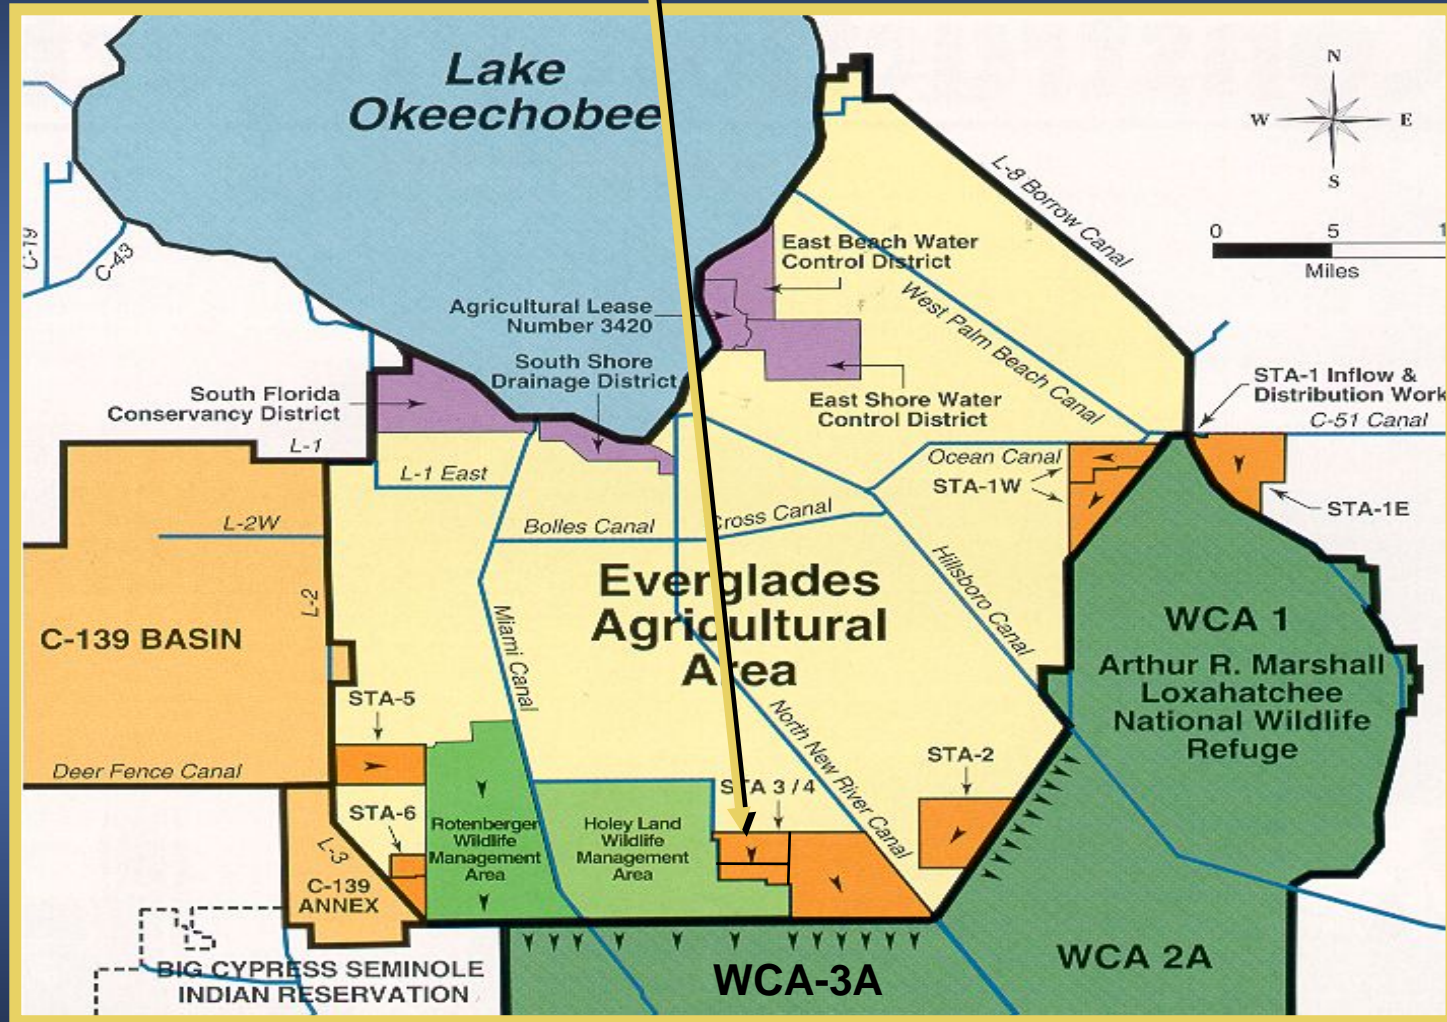 Lake
Okeechobee
N
W
E
S
0
5
1
Miles
L-8 Borrow Canal
C-19
C-43
East Beach Water
Control District
West Palm Beach Canal
Agricultural Lease
Number 3420
South Shore
Drainage District
South Florida
Conservancy District
East Shore Water
Control District
STA-1 Inflow &
Distribution Work
C-51 Canal
L-1
L-1 East
Ocean Canal
STA-1W
STA-1E
L-2W
Bolles Canal
Cross Canal
Hillsboro Canal
L-2
Everglades
Agricultural
Area
Miami Canal
C-139 BASIN
WCA 1
Arthur R. Marshall
Loxahatchee
National Wildlife
Refuge
STA-5
North New River Canal
STA-2
Deer Fence Canal
STA 3/4
STA-6
Rotenberger
Wildlife
Management
Area
Holey Land
Wildlife
Management
Area
L-3
C-139
ANNEX
BIG CYPRESS SEMINOLE
INDIAN RESERVATION
WCA-3A
WCA 2A